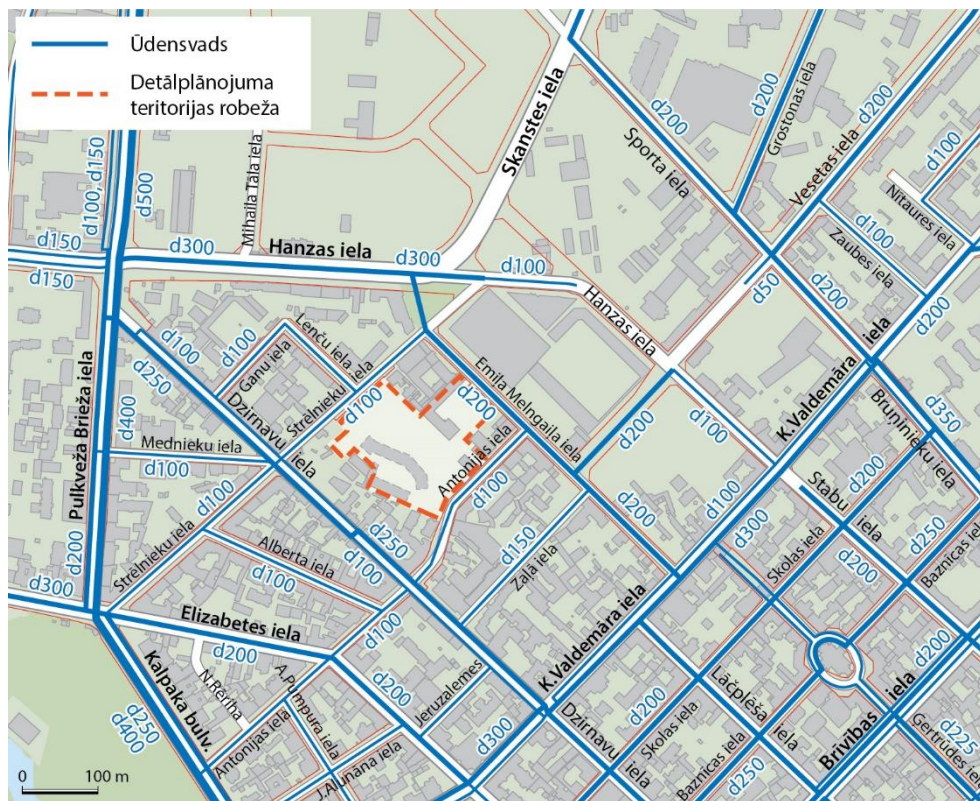 Ūdensvads
Detālplānojuma
teritorijas robeža
Skanstes iela
d200
Grostonas iela
d200
d200
Sporta iela
Vesetas iela
d100
d100, d150
d500
Mihaila Tāla iela
Nītaures iela
d100
Zaubes iela
d150
d300
Hanzas iela
d300
d100
d150
d50
d200
d200
Hanzas iela
d100
Lenču iela
d100
Ganu iela
d250
Strēlnieku iela
d100
Emīla Melngaiļa iela
d200
K.Valdemāra iela
Bruņinieku iela
d350
Pulkveža Brieža iela
d400
Dzirnavu iela
d200
d100
Mednieku iela
d100
Antonijas iela
d100
Stabu iela
d200
d100
d200
d100
d300
d250
Baznīcas iela
Strēlnieku iela
d250
d150
Skolas iela
d200
Alberta iela
d100
d100
Zaļā iela
d200
d300
Elizabetes iela
d100
K.Valdemāra iela
d200
d200
N.Rēriha
A.Pumpura iela
d200
Jeruzalemes
Lāčplēša iela
d200
Kalpaka bulv.
d250
d400
Antonijas iela
J.Alunāna iela
d300
Dzirnavu iela
Skolas iela
Baznīcas iela
d250
Brīvības iela
Ģertrūdes iela
d225
0 100 m